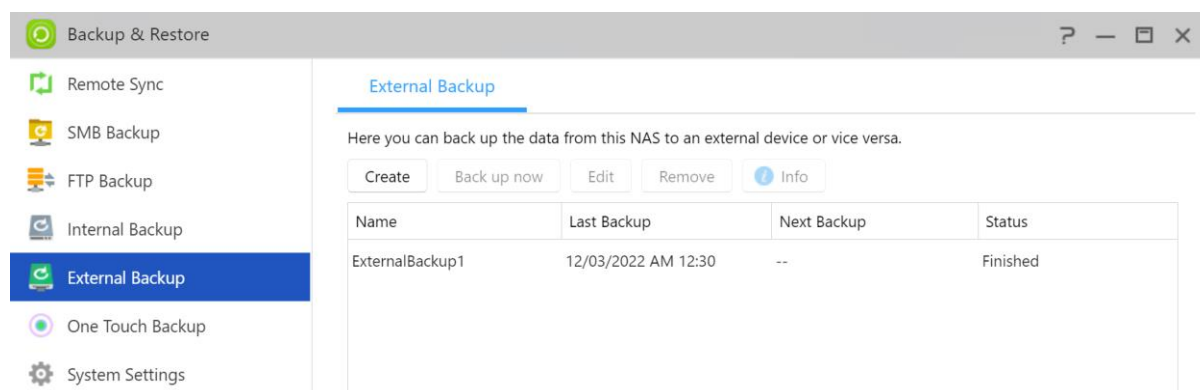 Backup & Restore
Remote Sync
SMB Backup
FTP Backup
Internal Backup
External Backup
One Touch Backup
System Settings
External Backup
Here you can back up the data from this NAS to an external device or vice versa.
Create Back up now Edit Remove Info
Name Last Backup Next Backup Status
ExternalBackup1 12/03/2022 AM 12:30 -- Finished